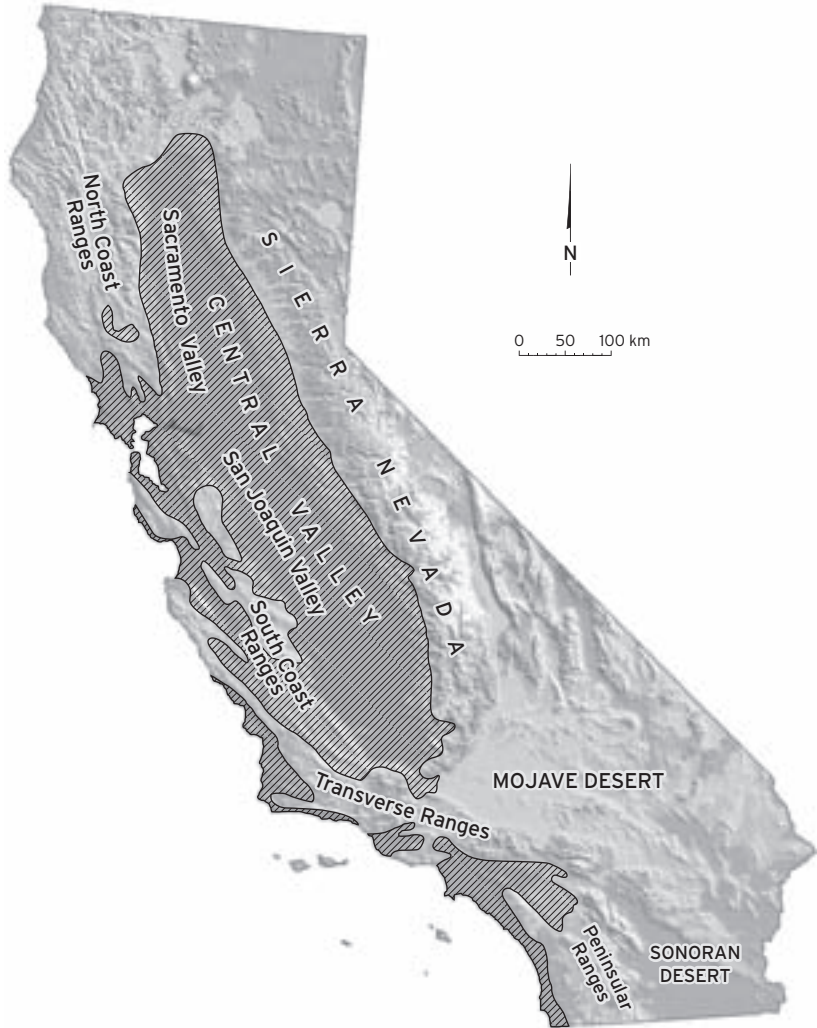 North Coast
Ranges
Sacramento Valley
SIERRA NEVADA
N
0 50 100 km
CENTRAL VALLEY
San Joaquin Valley
South Coast
Ranges
Transverse Ranges
MOJAVE DESERT
Peninsular
Ranges
SONORAN
DESERT